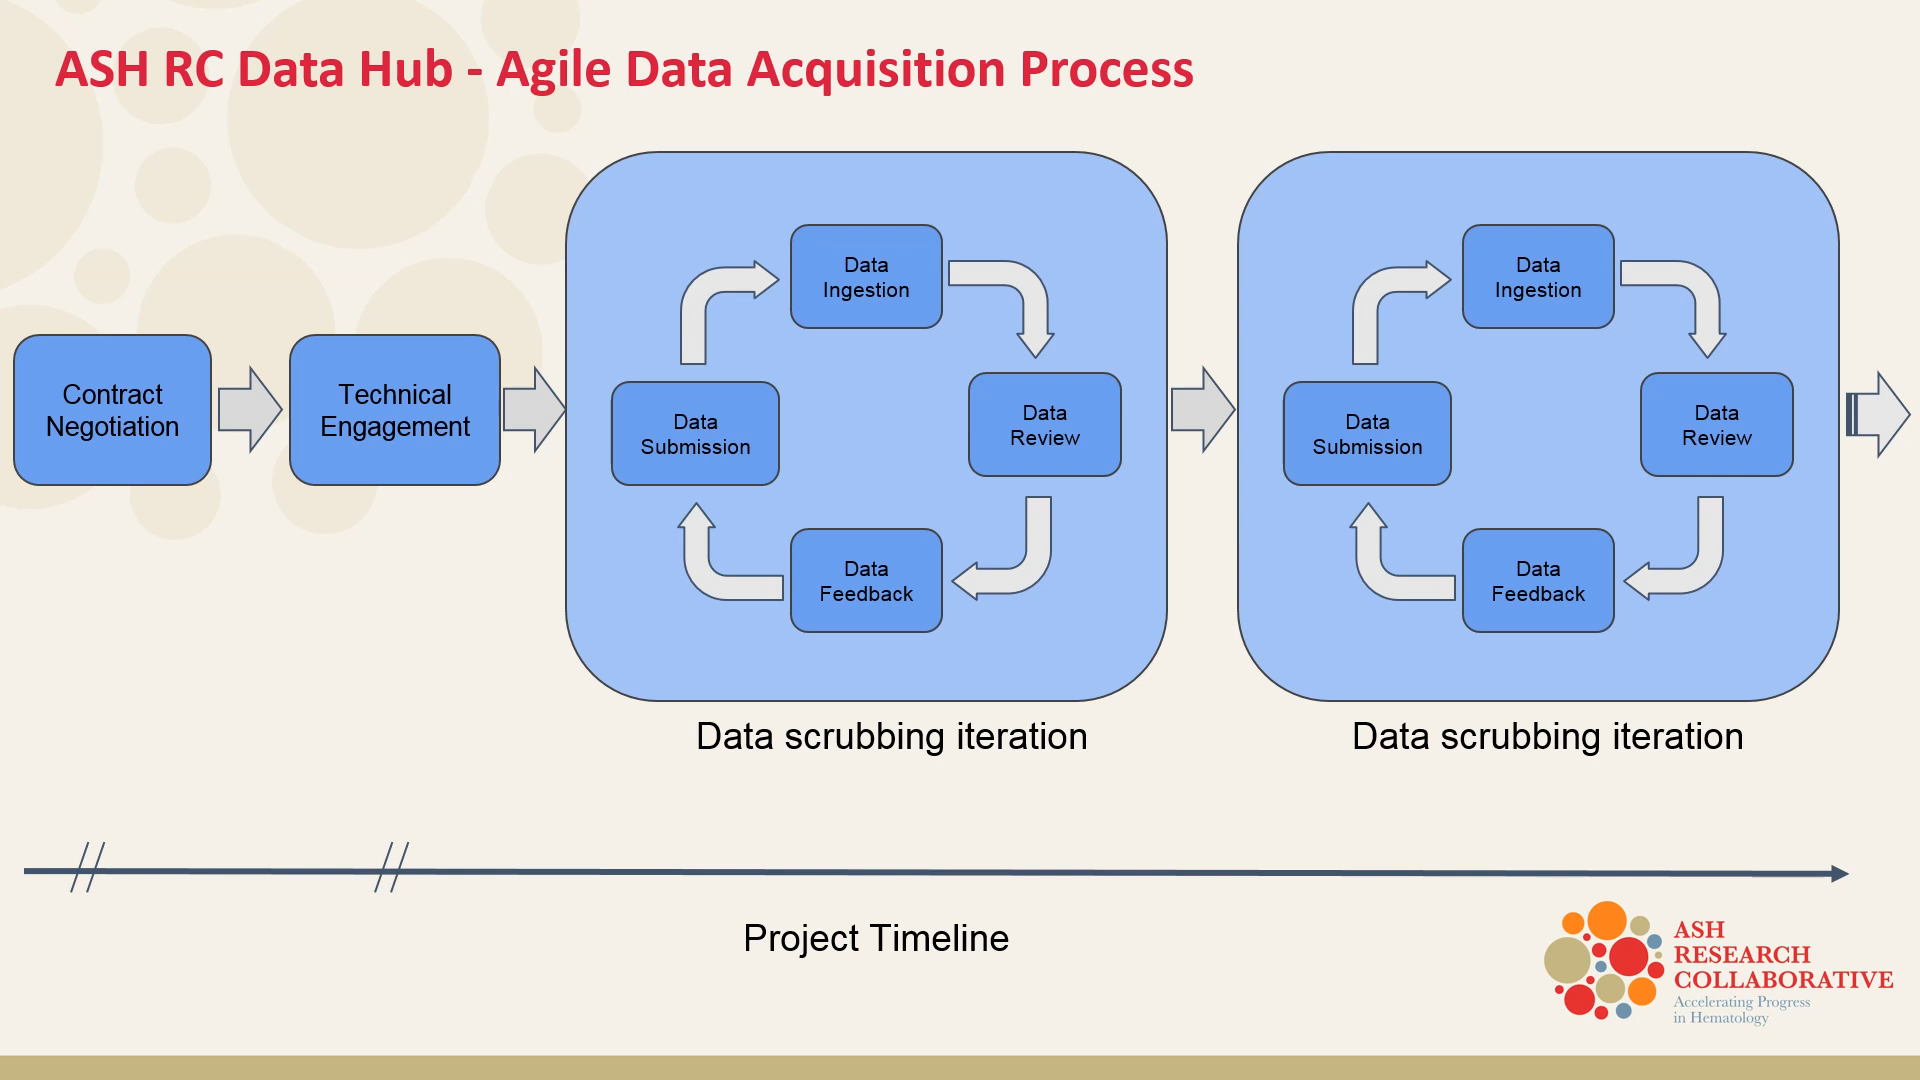 ASH RC Data Hub - Agile Data Acquisition Process
Contract
Negotiation
Technical
Engagement
Data
Ingestion
Data
Submission
Data
Review
Data
Feedback
Data scrubbing iteration
Data
Ingestion
Data
Submission
Data
Review
Data
Feedback
Data scrubbing iteration
Project Timeline
ASH
RESEARCH
COLLABORATIVE
Accelerating Progress
in Hematology